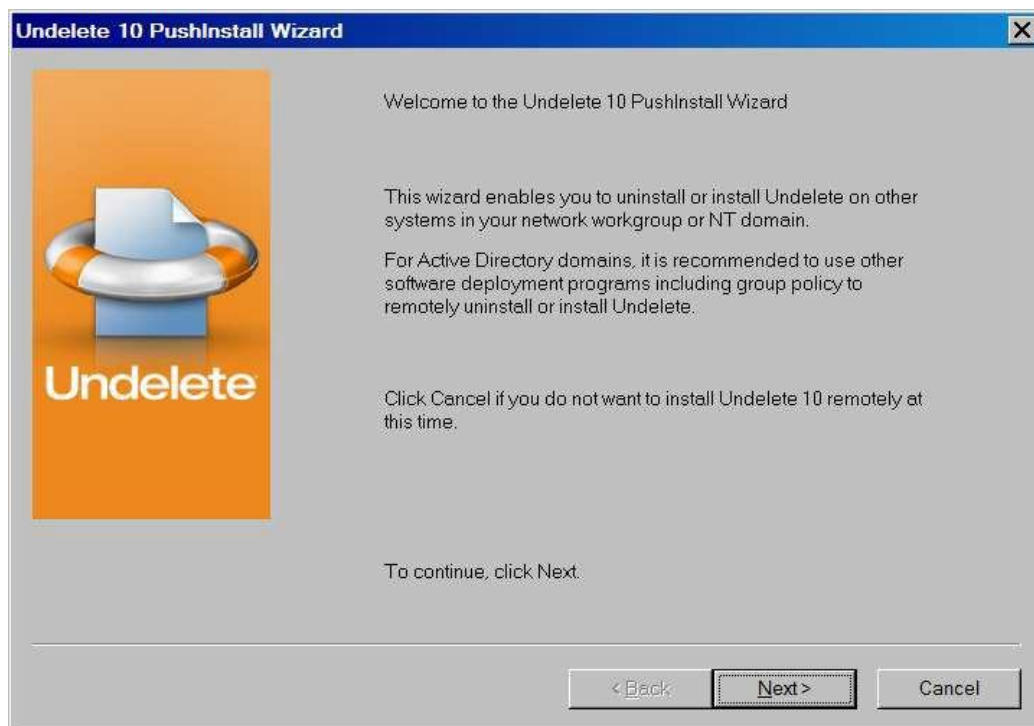 Undelete 10 PushInstall Wizard
Welcome to the Undelete 10 PushInstall Wizard
This wizard enables you to uninstall or install Undelete on other
systems in your network workgroup or NT domain.
For Active Directory domains, it is recommended to use other
software deployment programs including group policy to
remotely uninstall or install Undelete.
Undelete
Click Cancel if you do not want to install Undelete 10 remotely at
this time.
To continue, click Next.
< Back
Next >
Cancel